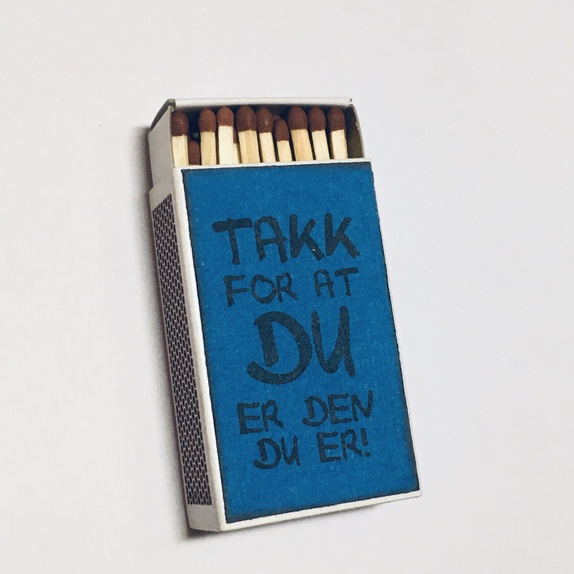 TAKK
FOR AT
DU
ER DEN
DU ER!